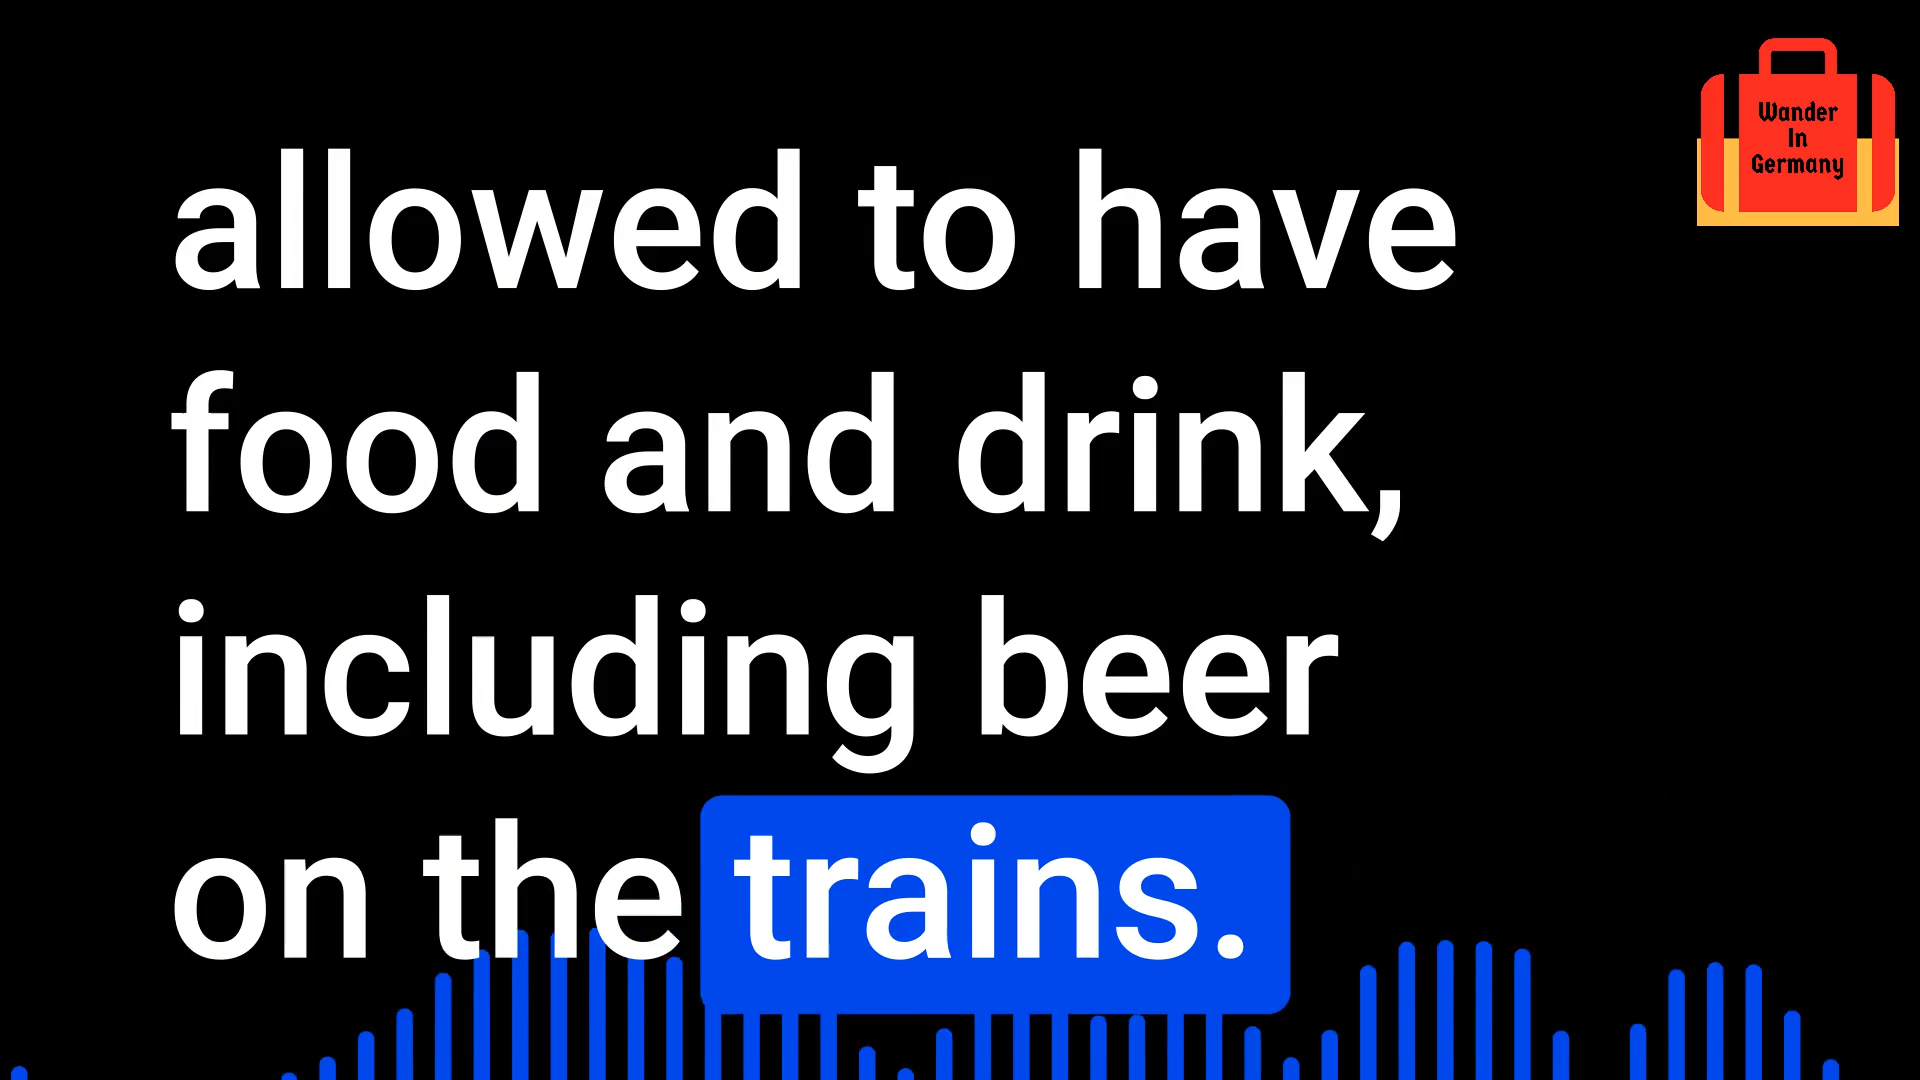 Wander
In
Germany
allowed to have
food and drink,
including beer
on the trains.